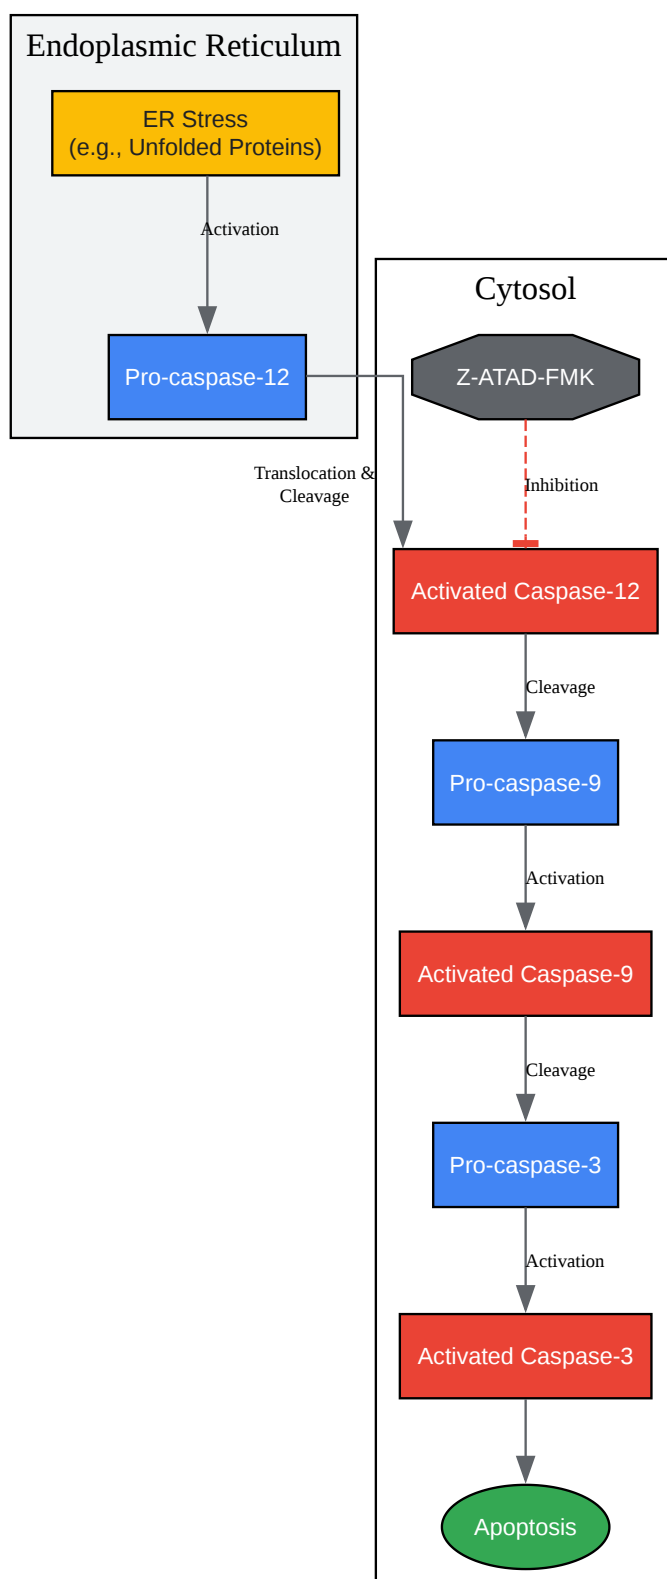 Endoplasmic Reticulum
ER Stress
(e.g., Unfolded Proteins)
Activation
Cytosol
Pro-caspase-12
Z-ATAD-FMK
Translocation &
Cleavage
Inhibition
Activated Caspase-12
Cleavage
Pro-caspase-9
Activation
Activated Caspase-9
Cleavage
Pro-caspase-3
Activation
Activated Caspase-3
Apoptosis